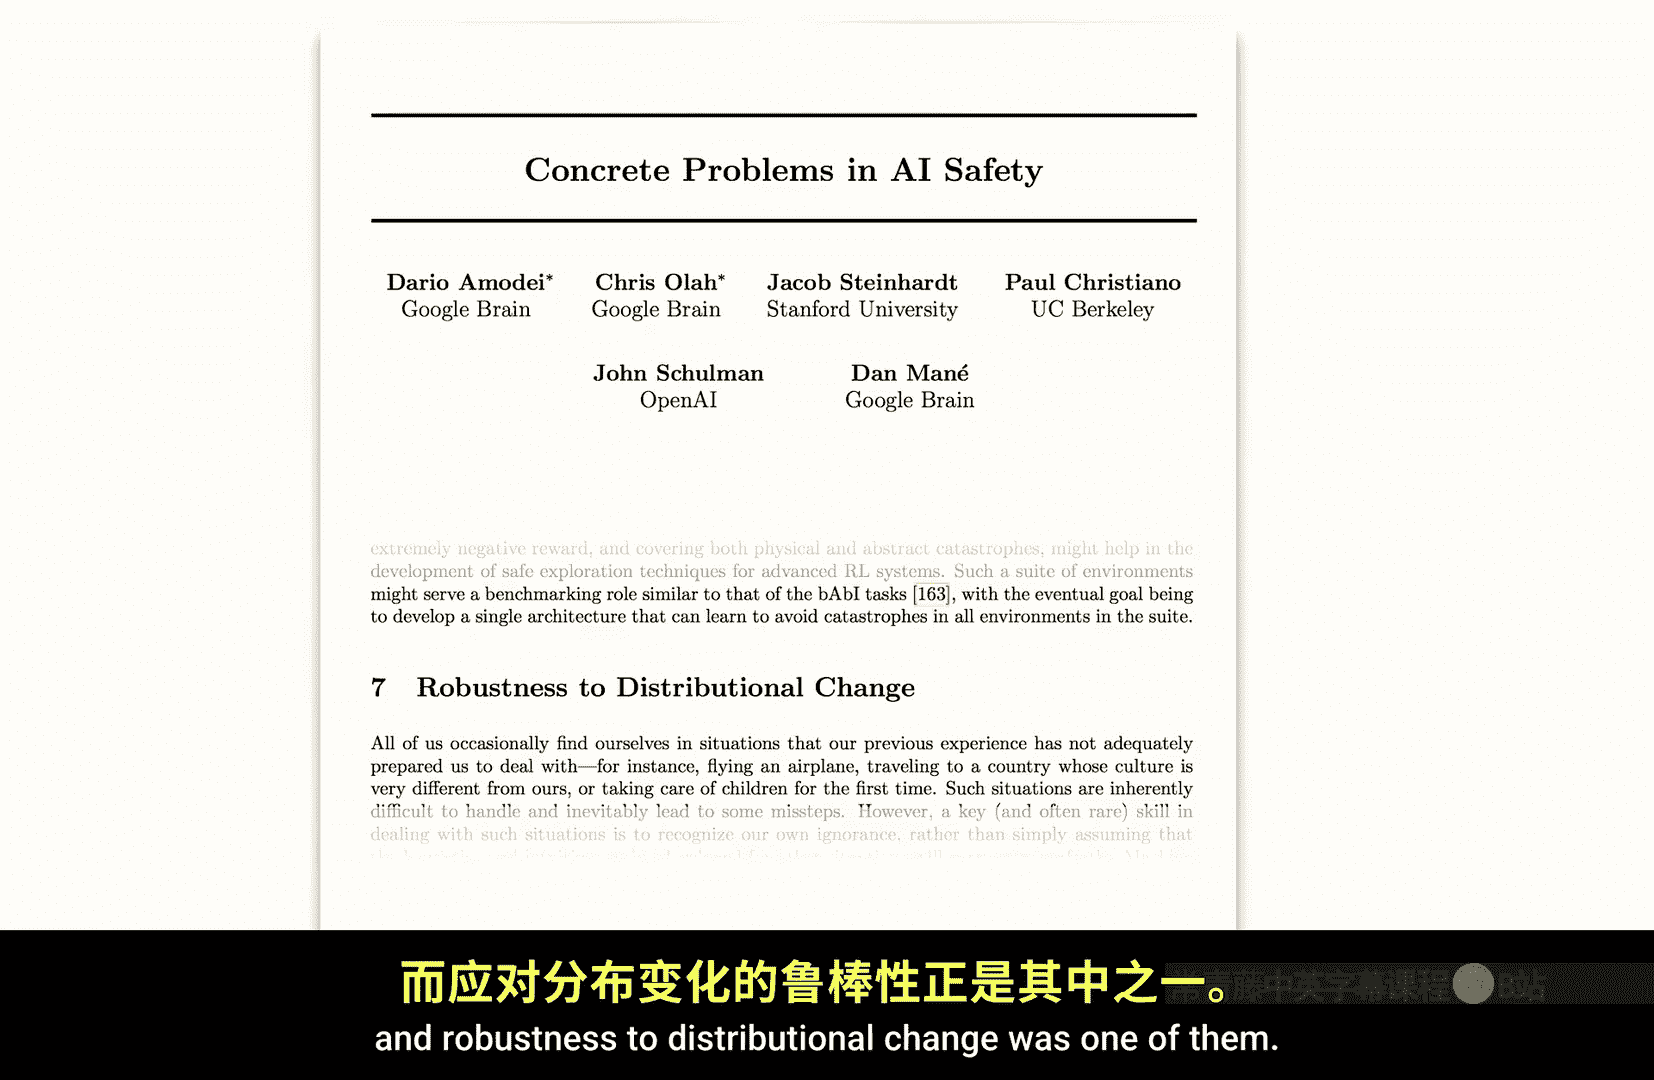 Concrete Problems in AI Safety
Dario Amodei* Chris Olah* Jacob Steinhardt Paul Christiano
Google Brain Google Brain Stanford University UC Berkeley
John Schulman Dan Mané
OpenAI Google Brain
extremely negative reward, and covering both physical and abstract catastrophes, might help in the
development of safe exploration techniques for advanced RL systems. Such a suite of environments
might serve a benchmarking role similar to that of the bAbI tasks [163], with the eventual goal being
to develop a single architecture that can learn to avoid catastrophes in all environments in the suite.
7 Robustness to Distributional Change
All of us occasionally find ourselves in situations that our previous experience has not adequately
prepared us to deal with—for instance, flying an airplane, traveling to a country whose culture is
very different from ours, or taking care of children for the first time. Such situations are inherently
difficult to handle and inevitably lead to some missteps. However, a key (and often rare) skill in
dealing with such situations is to recognize our own ignorance, rather than simply assuming that
而应对分布变化的鲁棒性正是其中之一。
藤中英字幕课程 B站
and robustness to distributional change was one of them.